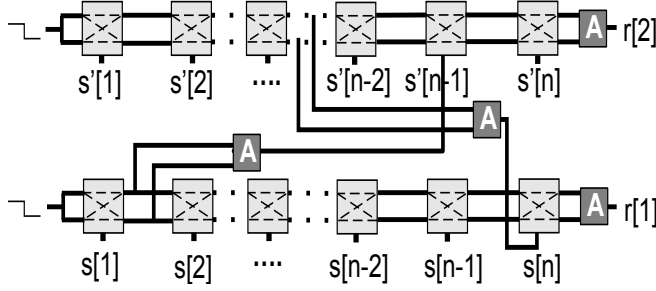 A r[2]
s'[1] s'[2] .... s'[n-2] s'[n-1] s'[n]
A
A
A r[1]
s[1] s[2] .... s[n-2] s[n-1] s[n]